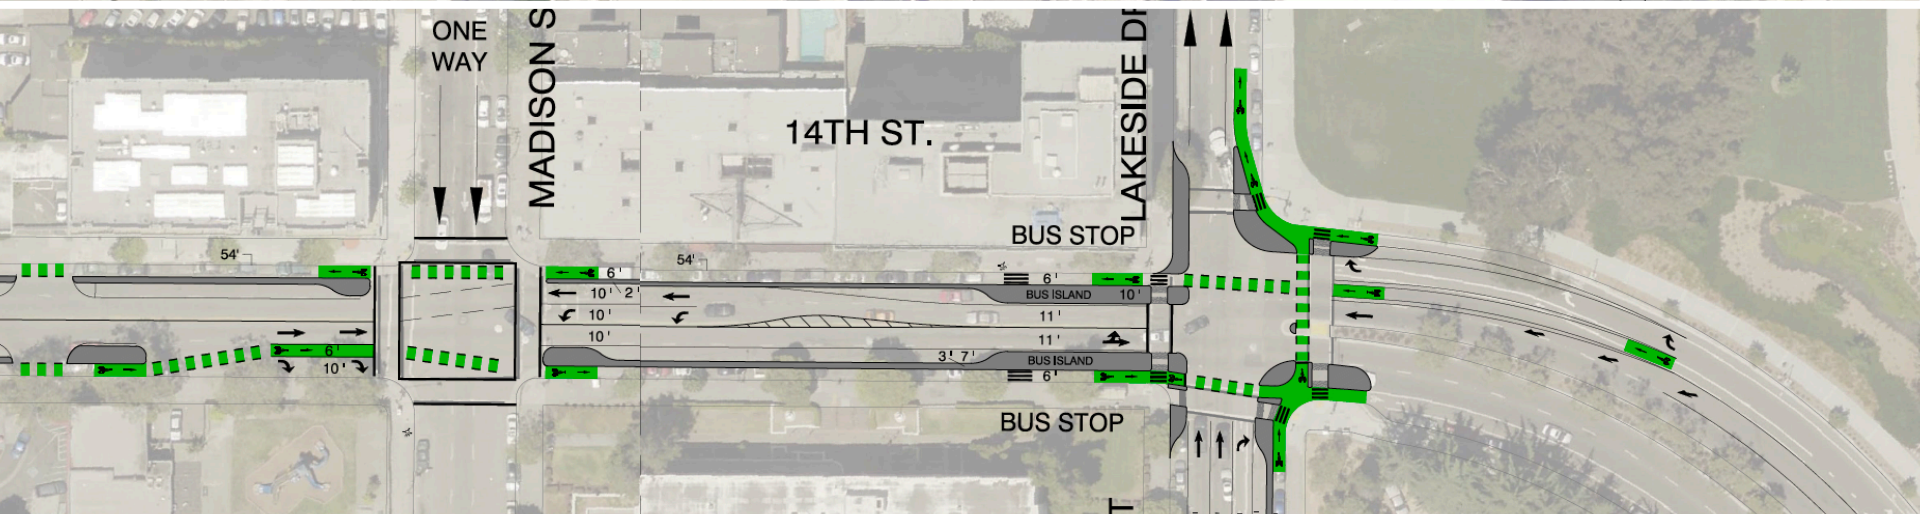 ONE
WAY
MADISON S
14TH ST.
LAKESIDE DR
BUS STOP
54'
54'
6'
10' 2'
10'
10'
6'
10'
6'
BUS ISLAND 10'
11'
11'
3' 7'
BUS ISLAND
6'
BUS STOP
T